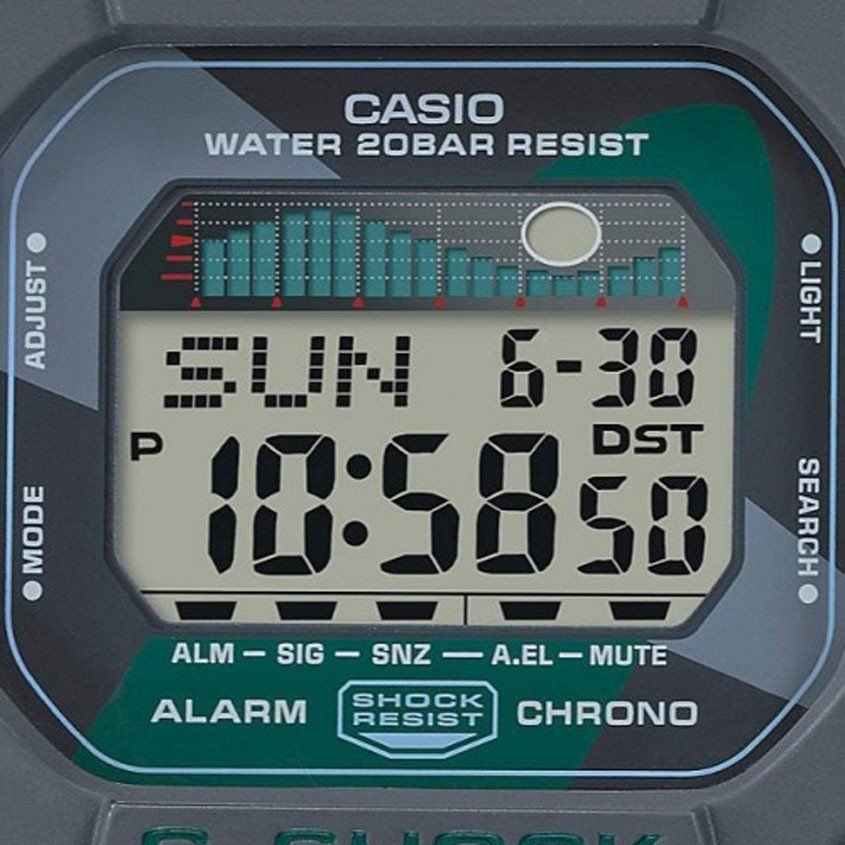 CASIO
WATER 20BAR RESIST
ADJUST
LIGHT
SUN 6-30
P
DST
10:58 50
MODE
SEARCH
ALM – SIG – SNZ — A.EL – MUTE
ALARM
SHOCK
RESIST
CHRONO
G-SHOCK